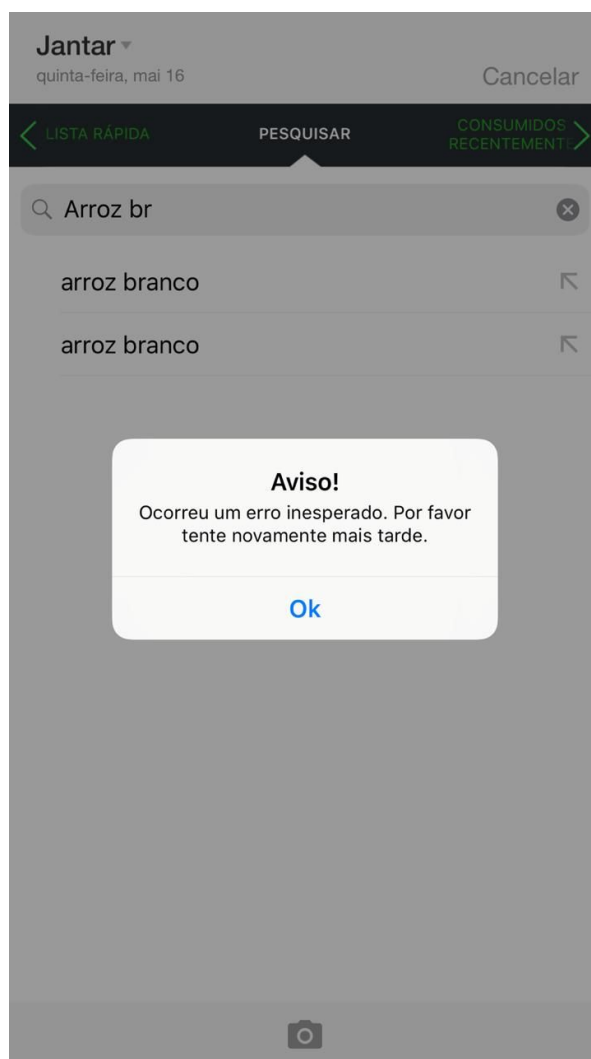 Jantar
quinta-feira, mai 16
Cancelar
LISTA RÁPIDA
PESQUISAR
CONSUMIDOS
RECENTEMENTE
Arroz br
arroz branco
arroz branco
Aviso!
Ocorreu um erro inesperado. Por favor
tente novamente mais tarde.
Ok